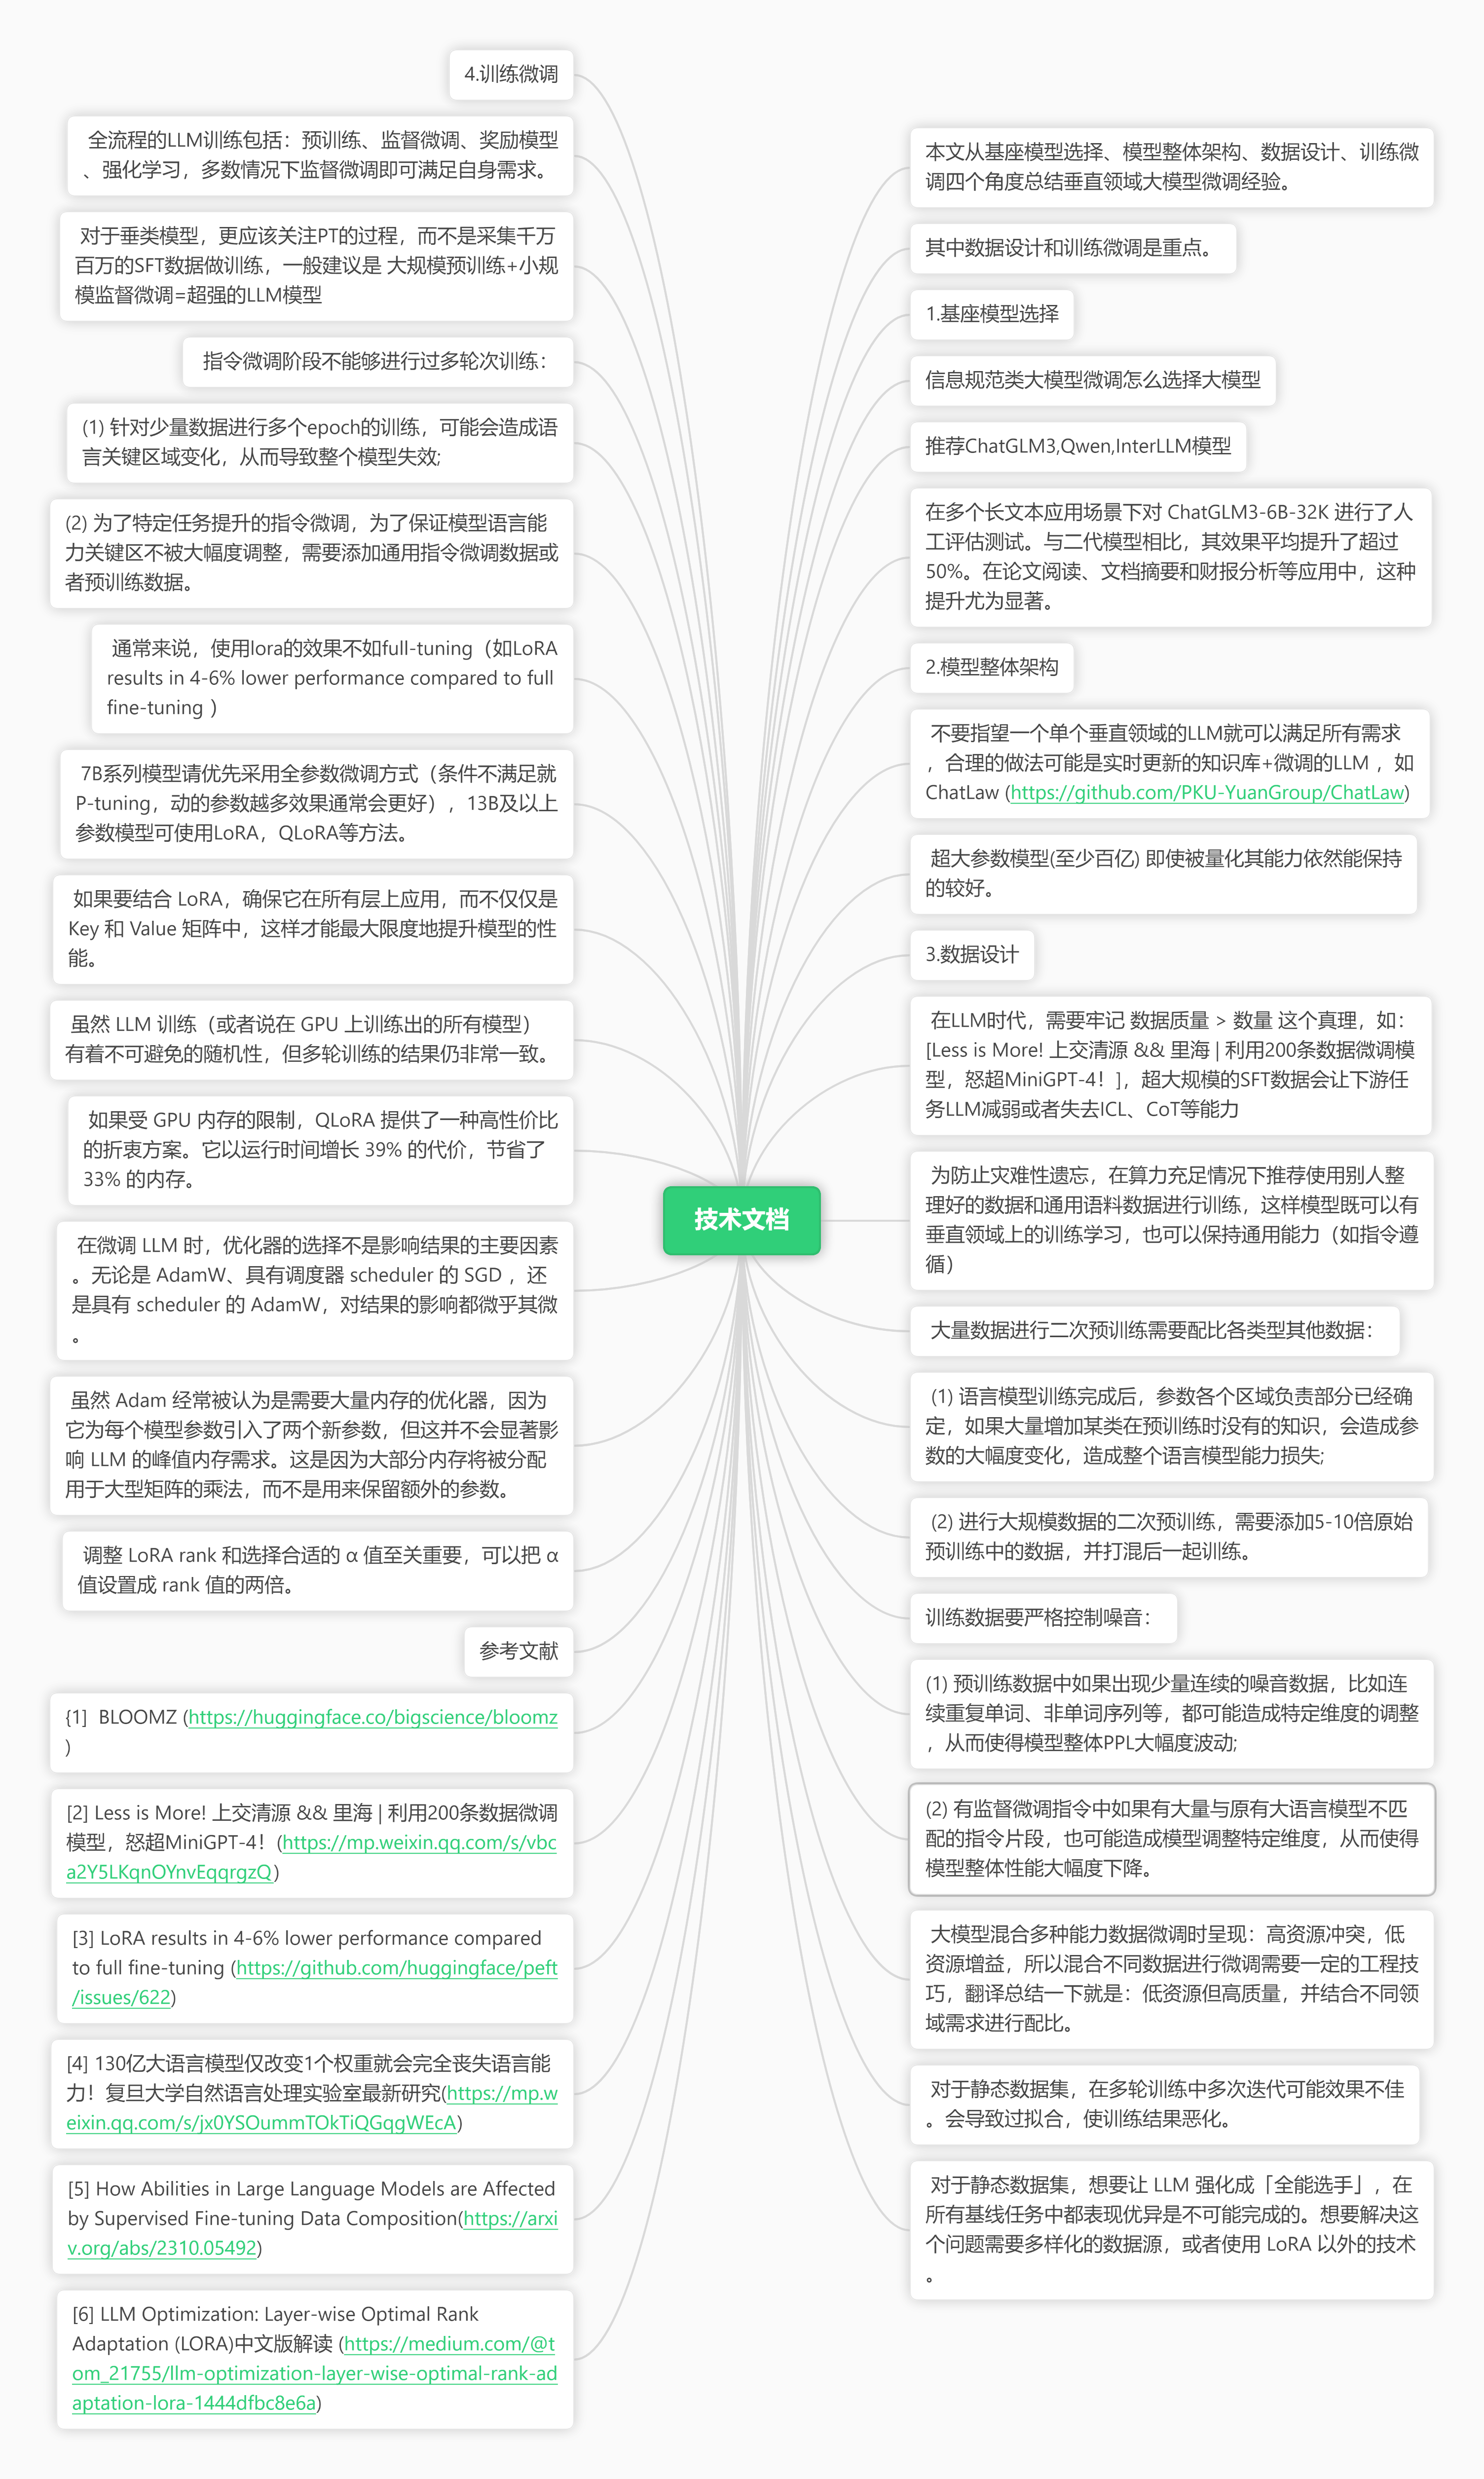 技术文档
本文从基座模型选择、模型整体架构、数据设计、训练微
调四个角度总结垂直领域大模型微调经验。
其中数据设计和训练微调是重点。
1.基座模型选择
信息规范类大模型微调怎么选择大模型
推荐ChatGLM3,Qwen,InterLLM模型
在多个长文本应用场景下对 ChatGLM3-6B-32K 进行了人
工评估测试。与二代模型相比，其效果平均提升了超过
50%。在论文阅读、文档摘要和财报分析等应用中，这种
提升尤为显著。
2.模型整体架构
不要指望一个单个垂直领域的LLM就可以满足所有需求
，合理的做法可能是实时更新的知识库+微调的LLM ，如
ChatLaw (https://github.com/PKU-YuanGroup/ChatLaw)
超大参数模型(至少百亿) 即使被量化其能力依然能保持
的较好。
3.数据设计
在LLM时代，需要牢记 数据质量 > 数量 这个真理，如：
[Less is More! 上交清源 && 里海 | 利用200条数据微调模
型，怒超MiniGPT-4！]，超大规模的SFT数据会让下游任
务LLM减弱或者失去ICL、CoT等能力
为防止灾难性遗忘，在算力充足情况下推荐使用别人整
理好的数据和通用语料数据进行训练，这样模型既可以有
垂直领域上的训练学习，也可以保持通用能力（如指令遵
循）
大量数据进行二次预训练需要配比各类型其他数据：
(1) 语言模型训练完成后，参数各个区域负责部分已经确
定，如果大量增加某类在预训练时没有的知识，会造成参
数的大幅度变化，造成整个语言模型能力损失;
(2) 进行大规模数据的二次预训练，需要添加5-10倍原始
预训练中的数据，并打混后一起训练。
训练数据要严格控制噪音：
(1) 预训练数据中如果出现少量连续的噪音数据，比如连
续重复单词、非单词序列等，都可能造成特定维度的调整
，从而使得模型整体PPL大幅度波动;
(2) 有监督微调指令中如果有大量与原有大语言模型不匹
配的指令片段，也可能造成模型调整特定维度，从而使得
模型整体性能大幅度下降。
大模型混合多种能力数据微调时呈现：高资源冲突，低
资源增益，所以混合不同数据进行微调需要一定的工程技
巧，翻译总结一下就是：低资源但高质量，并结合不同领
域需求进行配比。
对于静态数据集，在多轮训练中多次迭代可能效果不佳
。会导致过拟合，使训练结果恶化。
对于静态数据集，想要让 LLM 强化成「全能选手」，在
所有基线任务中都表现优异是不可能完成的。想要解决这
个问题需要多样化的数据源，或者使用 LoRA 以外的技术
。
4.训练微调
全流程的LLM训练包括：预训练、监督微调、奖励模型
、强化学习，多数情况下监督微调即可满足自身需求。
对于垂类模型，更应该关注PT的过程，而不是采集千万
百万的SFT数据做训练，一般建议是 大规模预训练+小规
模监督微调=超强的LLM模型
指令微调阶段不能够进行过多轮次训练：
(1) 针对少量数据进行多个epoch的训练，可能会造成语
言关键区域变化，从而导致整个模型失效;
(2) 为了特定任务提升的指令微调，为了保证模型语言能
力关键区不被大幅度调整，需要添加通用指令微调数据或
者预训练数据。
通常来说，使用lora的效果不如full-tuning（如LoRA
results in 4-6% lower performance compared to full
fine-tuning ）
7B系列模型请优先采用全参数微调方式（条件不满足就
P-tuning，动的参数越多效果通常会更好），13B及以上
参数模型可使用LoRA，QLoRA等方法。
如果要结合 LoRA，确保它在所有层上应用，而不仅仅是
Key 和 Value 矩阵中，这样才能最大限度地提升模型的性
能。
虽然 LLM 训练（或者说在 GPU 上训练出的所有模型）
有着不可避免的随机性，但多轮训练的结果仍非常一致。
如果受 GPU 内存的限制，QLoRA 提供了一种高性价比
的折衷方案。它以运行时间增长 39% 的代价，节省了
33% 的内存。
在微调 LLM 时，优化器的选择不是影响结果的主要因素
。无论是 AdamW、具有调度器 scheduler 的 SGD ，还
是具有 scheduler 的 AdamW，对结果的影响都微乎其微
。
虽然 Adam 经常被认为是需要大量内存的优化器，因为
它为每个模型参数引入了两个新参数，但这并不会显著影
响 LLM 的峰值内存需求。这是因为大部分内存将被分配
用于大型矩阵的乘法，而不是用来保留额外的参数。
调整 LoRA rank 和选择合适的 α 值至关重要，可以把 α
值设置成 rank 值的两倍。
参考文献
{1]  BLOOMZ (https://huggingface.co/bigscience/bloomz
)
[2] Less is More! 上交清源 && 里海 | 利用200条数据微调
模型，怒超MiniGPT-4！(https://mp.weixin.qq.com/s/vbc
a2Y5LKqnOYnvEqqrgzQ)
[3] LoRA results in 4-6% lower performance compared
to full fine-tuning (https://github.com/huggingface/peft
/issues/622)
[4] 130亿大语言模型仅改变1个权重就会完全丧失语言能
力！复旦大学自然语言处理实验室最新研究(https://mp.w
eixin.qq.com/s/jx0YSOummTOkTiQGqgWEcA)
[5] How Abilities in Large Language Models are Affected
by Supervised Fine-tuning Data Composition(https://arxi
v.org/abs/2310.05492)
[6] LLM Optimization: Layer-wise Optimal Rank
Adaptation (LORA)中文版解读 (https://medium.com/@t
om_21755/llm-optimization-layer-wise-optimal-rank-ad
aptation-lora-1444dfbc8e6a)